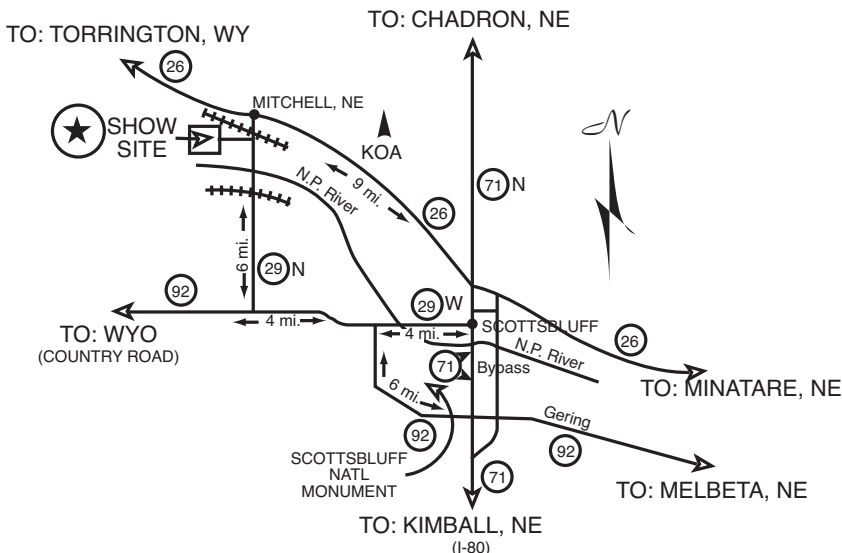 TO: CHADRON, NE
TO: TORRINGTON, WY
26
MITCHELL, NE
SHOW
SITE
KOA
N
71 N
N.P. River
9 mi.
26
6 mi.
29 N
92
4 mi.
TO: WYO
(COUNTRY ROAD)
29 W
4 mi.
SCOTTSBLUFF
N.P. River
26
71
Bypass
TO: MINATARE, NE
6 mi.
92
Gering
92
SCOTTSBLUFF
NATL
MONUMENT
71
TO: MELBETA, NE
TO: KIMBALL, NE
(I-80)